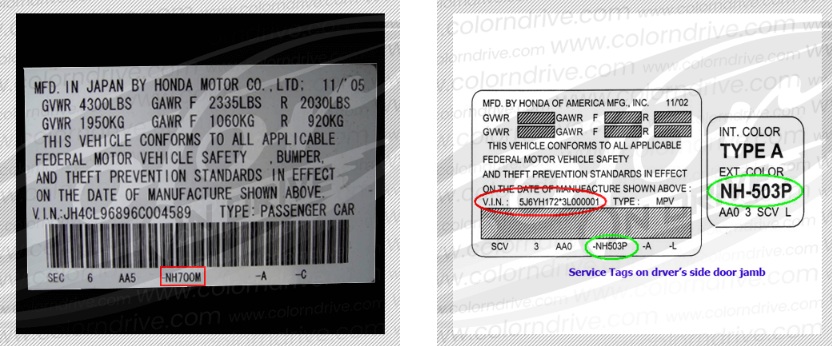 MFD. IN JAPAN BY HONDA MOTOR CO., LTD: 11/'05
GVWR 4300LBS GAWR F 2335LBS R 2030LBS
GVWR 1950KG GAWR F 1060KG R 920KG
THIS VEHICLE CONFORMS TO ALL APPLICABLE
FEDERAL MOTOR VEHICLE SAFETY , BUMPER,
AND THEFT PREVENTION STANDARDS IN EFFECT
ON THE DATE OF MANUFACTURE SHOWN ABOVE.
V.I.N.:JH4CL96896C004589 TYPE: PASSENGER CAR
SEC 6 AA5 -NH700M -A -C
MFD. BY HONDA OF AMERICA MFG., INC. 11/02
GVWR GAWR F R
GVWR GAWR F R
THIS VEHICLE CONFORMS TO ALL APPLICABLE
FEDERAL MOTOR VEHICLE SAFETY
AND THEFT PREVENTION STANDARDS IN EFFECT
ON THE DATE OF MANUFACTURE SHOWN ABOVE :
V.I.N. : 5J6YH172*3L000001 TYPE : MPV
SCV 3 AA0 -NH503P -A -L
INT. COLOR
TYPE A
EXT. COLOR
NH-503P
AA0 3 SCV L
Service Tags on drver's side door jamb
www.colorndrive.com